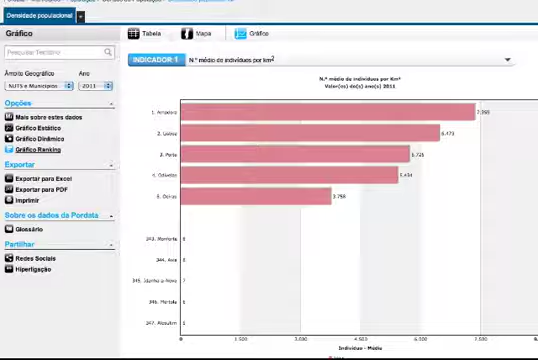 Densidade populacional
Gráfico
Tabela
Mapa
Gráfico
Pesquisar Território
INDICADOR 1
N.º médio de indivíduos por km²
Âmbito Geográfico
Ano
NUTS e Municípios
2011
N.º médio de indivíduos por Km²
Valor(es) do(s) ano(s) 2011
Opções
Mais sobre estes dados
Gráfico Estático
Gráfico Dinâmico
Gráfico Ranking
Exportar
Exportar para Excel
Exportar para PDF
Imprimir
Sobre os dados da Pordata
Glossário
Partilhar
Redes Sociais
Hiperligação
1. Amadora
2. Lisboa 6.473
3. Porto 5.725
4. Odivelas 5.434
5. Oeiras 3.758
343. Monforte
344. Avis
345. Idanha-a-Nova
346. Mértola
347. Alcoutim
0 1.500 3.000 4.500 6.000 7.500
Indivíduo - Média